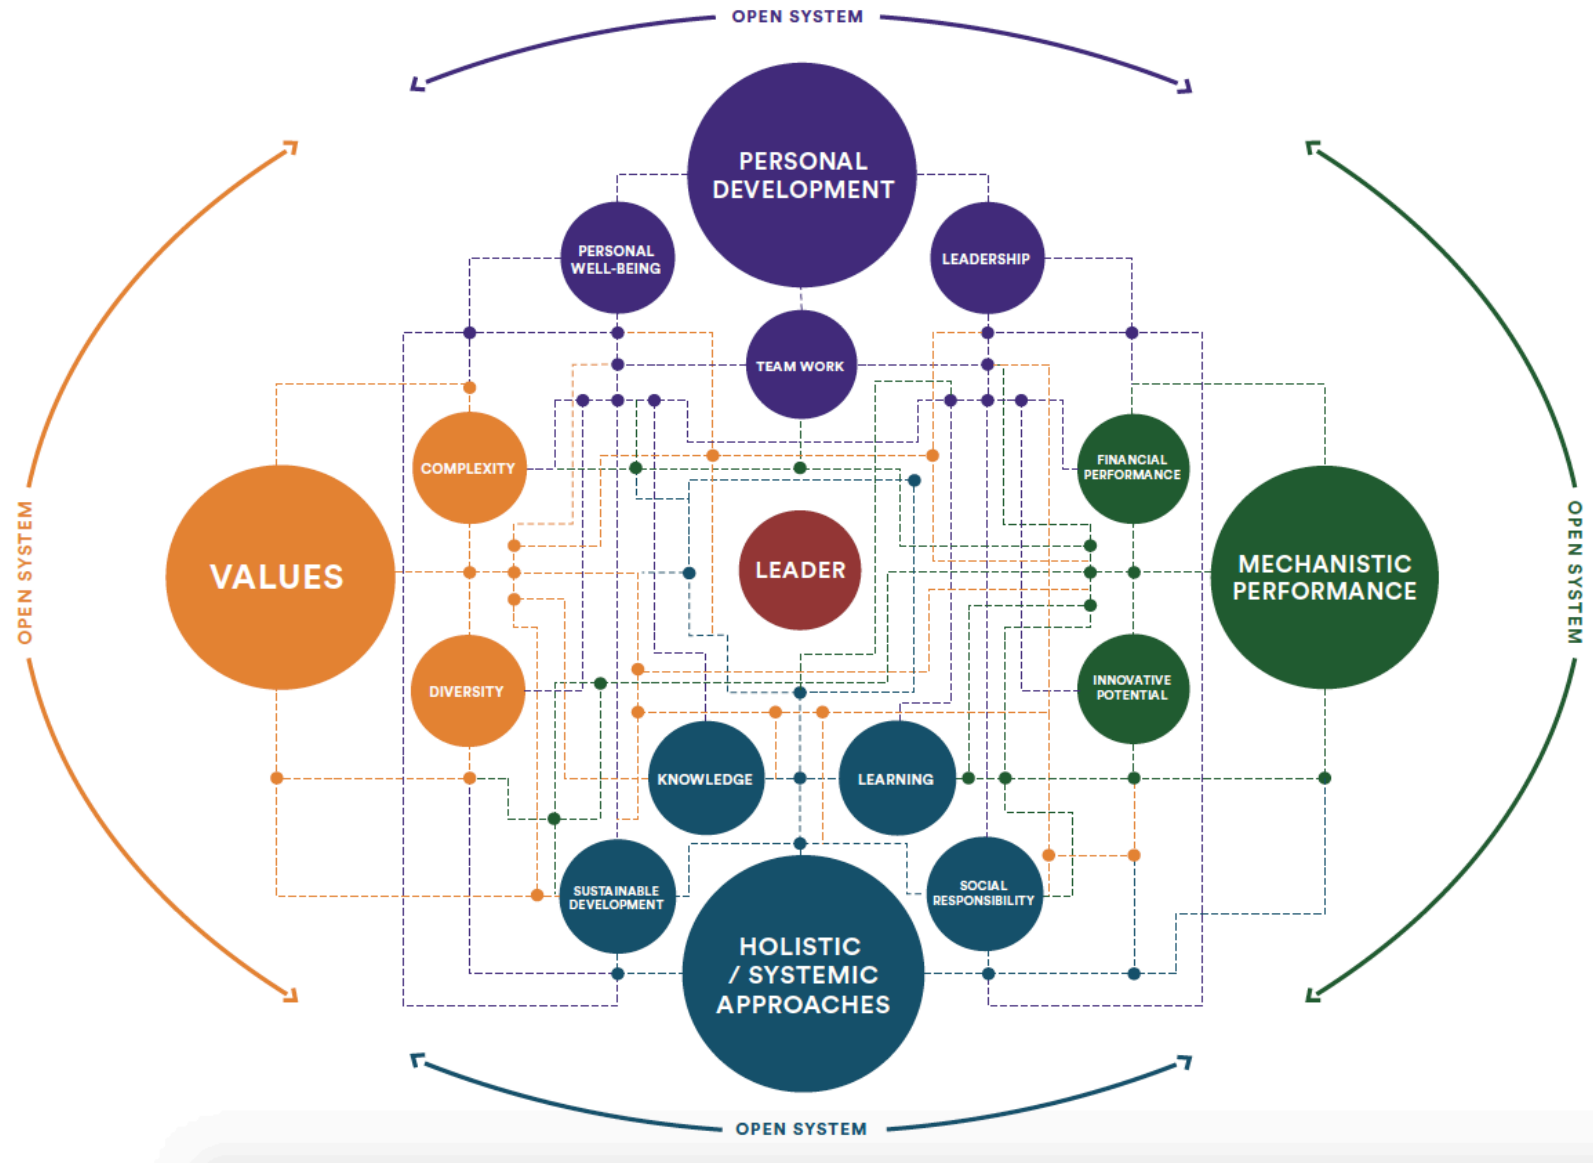 OPEN SYSTEM
PERSONAL
DEVELOPMENT
PERSONAL
WELL-BEING
LEADERSHIP
TEAM WORK
COMPLEXITY
FINANCIAL
PERFORMANCE
OPEN SYSTEM
VALUES
LEADER
MECHANISTIC
PERFORMANCE
OPEN SYSTEM
DIVERSITY
INNOVATIVE
POTENTIAL
KNOWLEDGE
LEARNING
SUSTAINABLE
DEVELOPMENT
SOCIAL
RESPONSIBILITY
HOLISTIC
/ SYSTEMIC
APPROACHES
OPEN SYSTEM